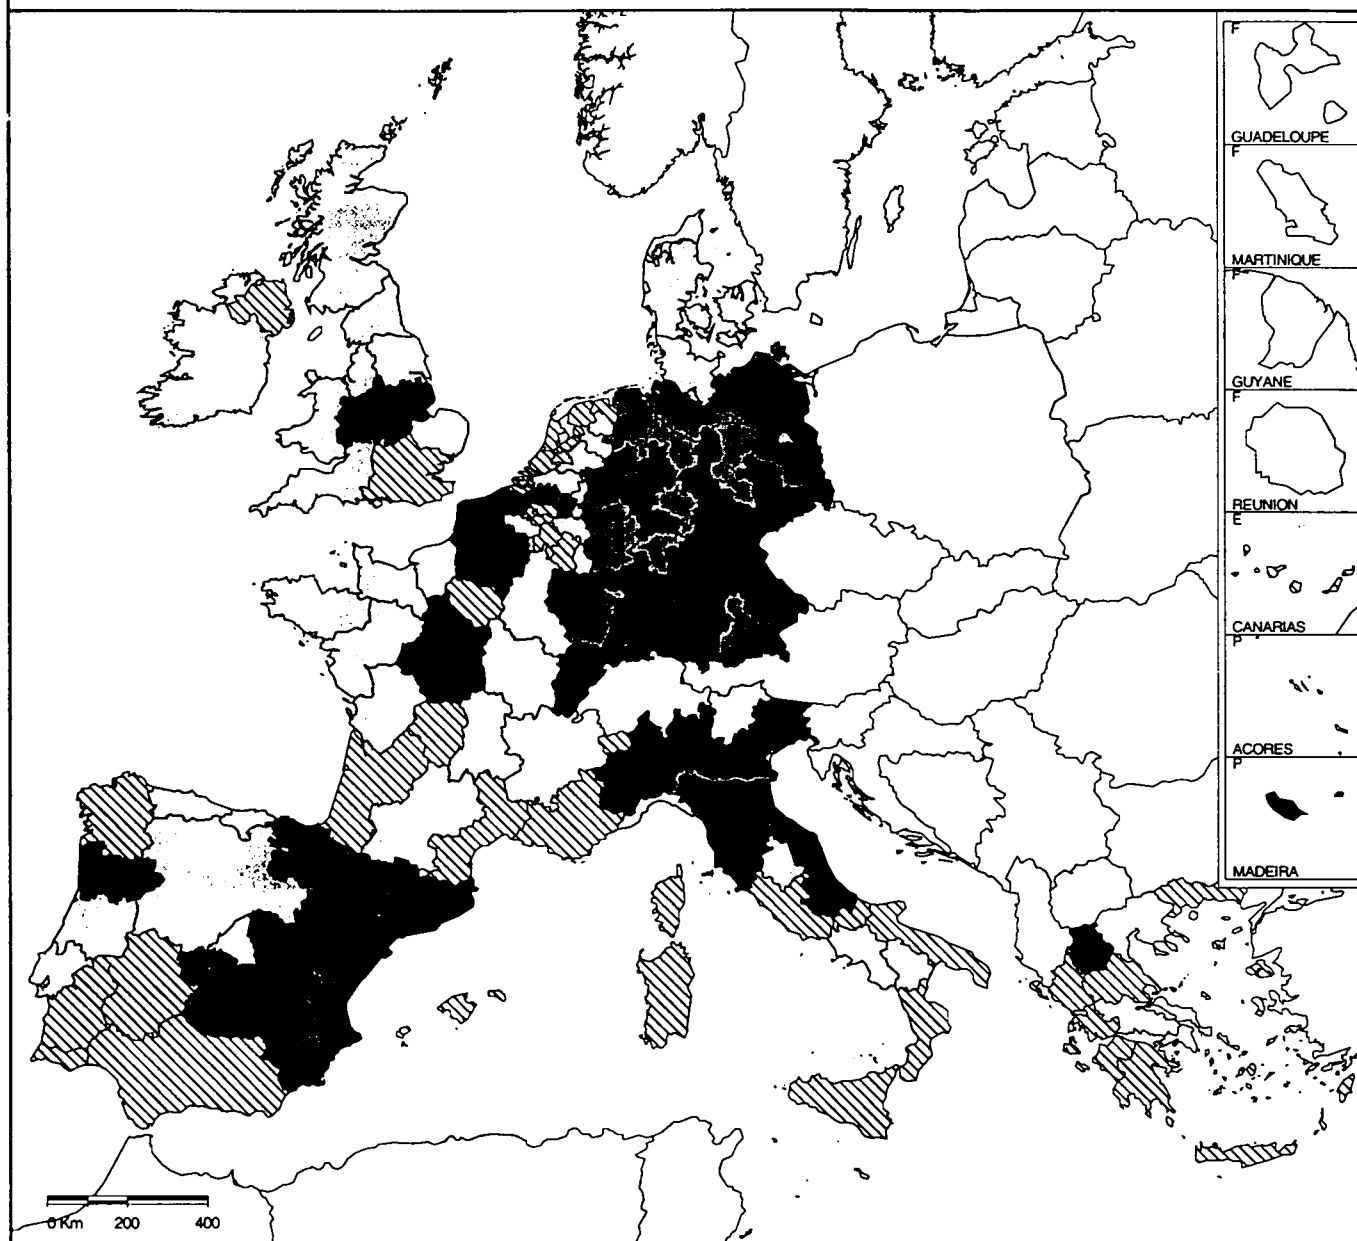 F
GUADELOUPE
F
MARTINIQUE
F
GUYANE
F
REUNION
E
CANARIAS
P
ACORES
P
MADEIRA
0 Km 200 400